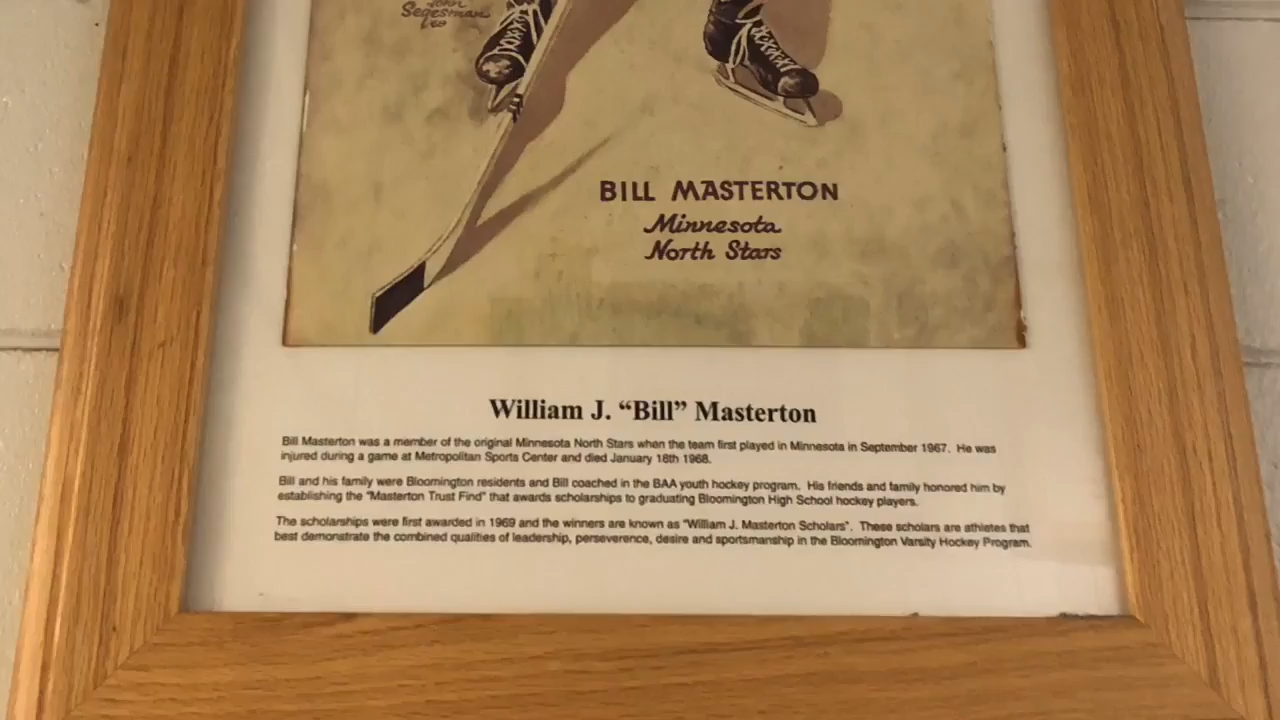 John
Segesman
'68
BILL MASTERTON
Minnesota
North Stars
William J. “Bill” Masterton
Bill Masterton was a member of the original Minnesota North Stars when the team first played in Minnesota in September 1967. He was
injured during a game at Metropolitan Sports Center and died January 18th 1968.
Bill and his family were Bloomington residents and Bill coached in the BAA youth hockey program. His friends and family honored him by
establishing the "Masterton Trust Find" that awards scholarships to graduating Bloomington High School hockey players.
The scholarships were first awarded in 1969 and the winners are known as "William J. Masterton Scholars". These scholars are athletes that
best demonstrate the combined qualities of leadership, perseverence, desire and sportsmanship in the Bloomington Varsity Hockey Program.